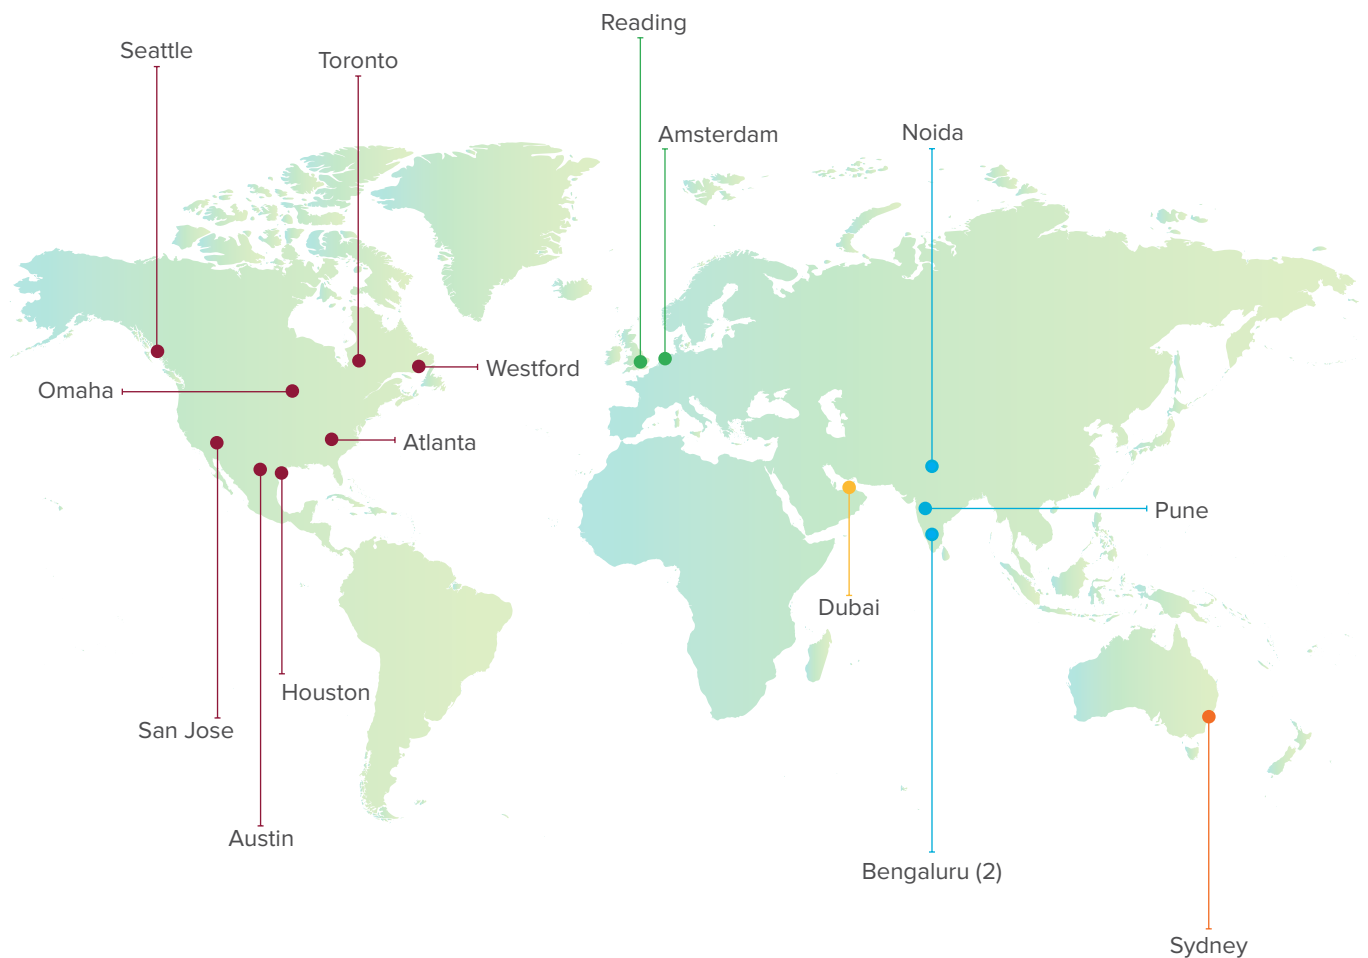 Reading
Seattle
Toronto
Noida
Amsterdam
Westford
Omaha
Atlanta
Pune
Dubai
Houston
San Jose
Austin
Bengaluru (2)
Sydney